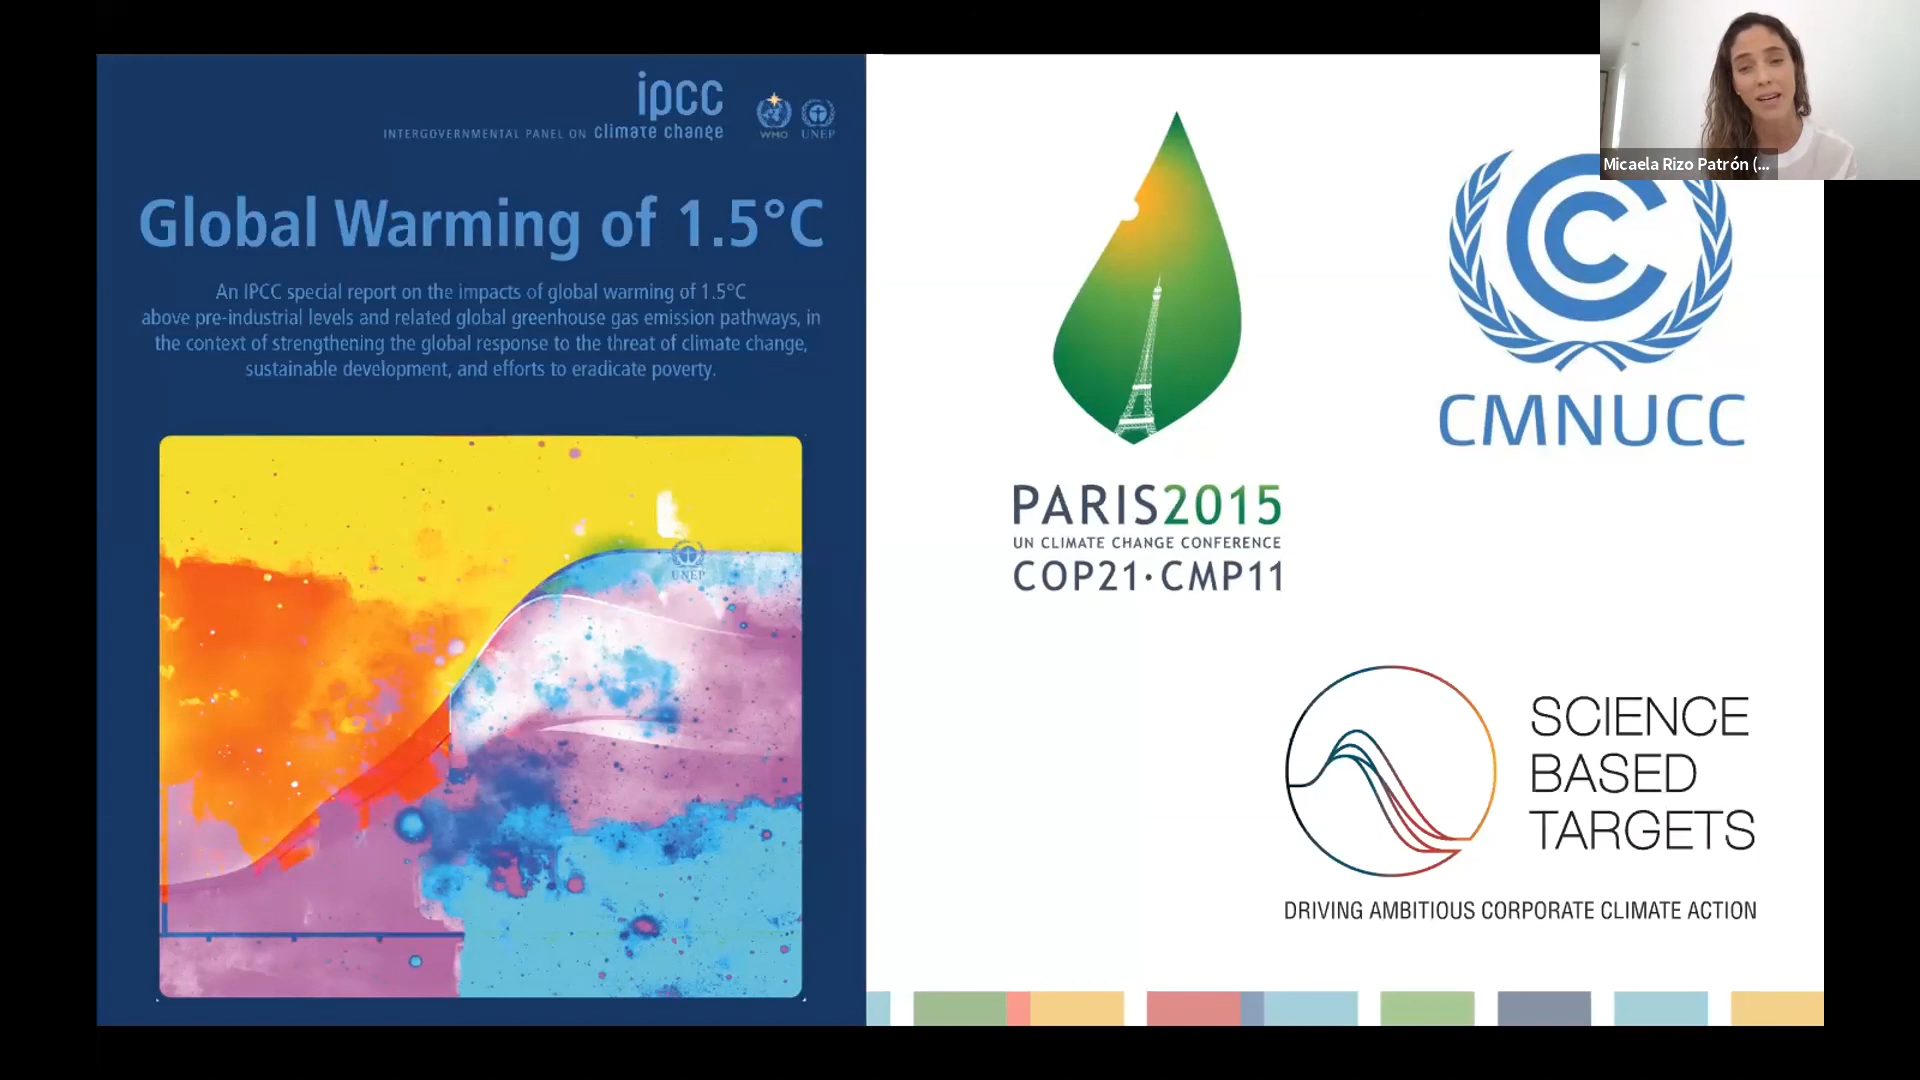 ipcc
INTERGOVERNMENTAL PANEL ON climate change
WMO
UNEP
Global Warming of 1.5°C
An IPCC special report on the impacts of global warming of 1.5°C
above pre-industrial levels and related global greenhouse gas emission pathways, in
the context of strengthening the global response to the threat of climate change,
sustainable development, and efforts to eradicate poverty.
UNEP
PARIS2015
UN CLIMATE CHANGE CONFERENCE
COP21·CMP11
Micaela Rizo Patrón (...
CMNUCC
SCIENCE
BASED
TARGETS
DRIVING AMBITIOUS CORPORATE CLIMATE ACTION